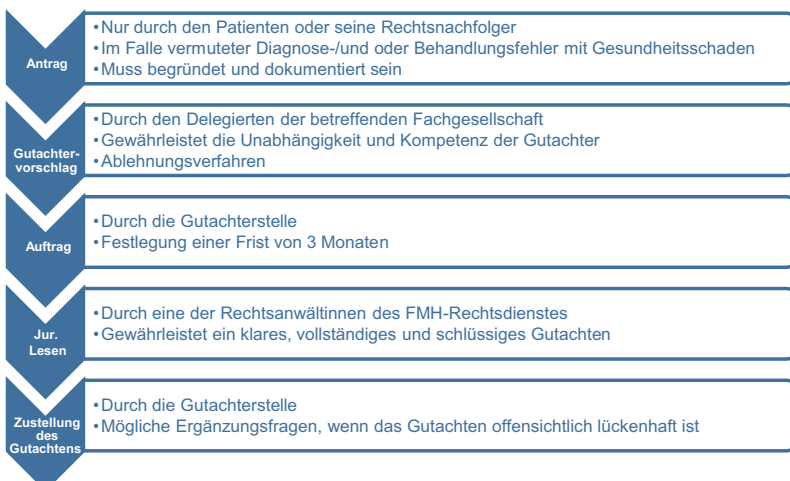 Antrag
•Nur durch den Patienten oder seine Rechtsnachfolger
•Im Falle vermuteter Diagnose-/und oder Behandlungsfehler mit Gesundheitsschaden
•Muss begründet und dokumentiert sein
Gutachter-
vorschlag
•Durch den Delegierten der betreffenden Fachgesellschaft
•Gewährleistet die Unabhängigkeit und Kompetenz der Gutachter
•Ablehnungsverfahren
Auftrag
•Durch die Gutachterstelle
•Festlegung einer Frist von 3 Monaten
Jur.
Lesen
•Durch eine der Rechtsanwältinnen des FMH-Rechtsdienstes
•Gewährleistet ein klares, vollständiges und schlüssiges Gutachten
Zustellung
des
Gutachtens
•Durch die Gutachterstelle
•Mögliche Ergänzungsfragen, wenn das Gutachten offensichtlich lückenhaft ist